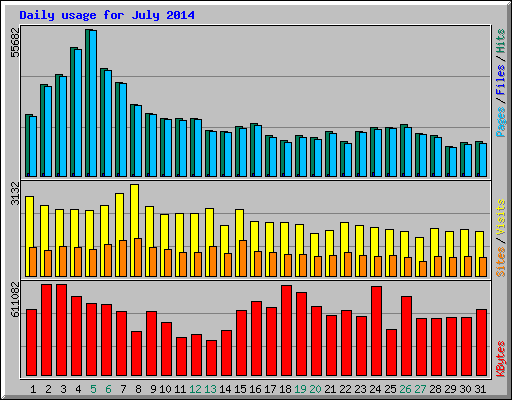 Daily usage for July 2014
55682
3132
611082
Pages / Files / Hits
Sites / Visits
KBytes
1 2 3 4 5 6 7 8 9 10 11 12 13 14 15 16 17 18 19 20 21 22 23 24 25 26 27 28 29 30 31